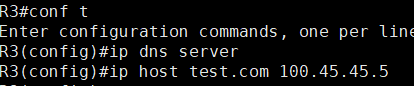 R3#conf t
Enter configuration commands, one per line
R3(config)#ip dns server
R3(config)#ip host test.com 100.45.45.5